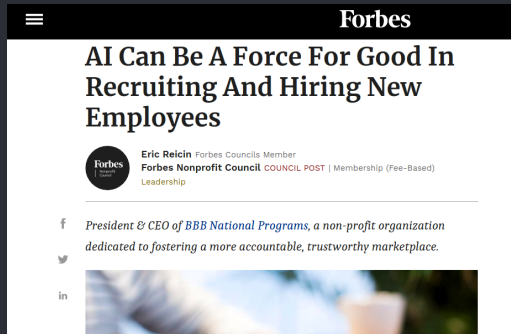 Forbes
AI Can Be A Force For Good In
Recruiting And Hiring New
Employees
Forbes
Nonprofit
Council
Eric Reicin Forbes Councils Member
Forbes Nonprofit Council COUNCIL POST | Membership (Fee-Based)
Leadership
President & CEO of BBB National Programs, a non-profit organization
dedicated to fostering a more accountable, trustworthy marketplace.